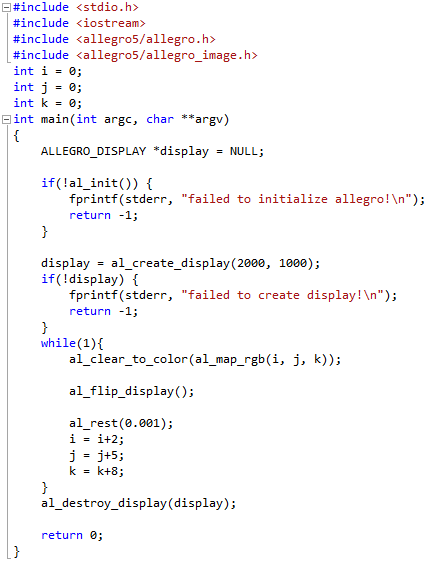 #include <stdio.h>
#include <iostream>
#include <allegro5/allegro.h>
#include <allegro5/allegro_image.h>
int i = 0;
int j = 0;
int k = 0;
int main(int argc, char **argv)
{
    ALLEGRO_DISPLAY *display = NULL;

    if(!al_init()) {
        fprintf(stderr, "failed to initialize allegro!\n");
        return -1;
    }

    display = al_create_display(2000, 1000);
    if(!display) {
        fprintf(stderr, "failed to create display!\n");
        return -1;
    }
    while(1){
        al_clear_to_color(al_map_rgb(i, j, k));

        al_flip_display();

        al_rest(0.001);
        i = i+2;
        j = j+5;
        k = k+8;
    }
    al_destroy_display(display);

    return 0;
}